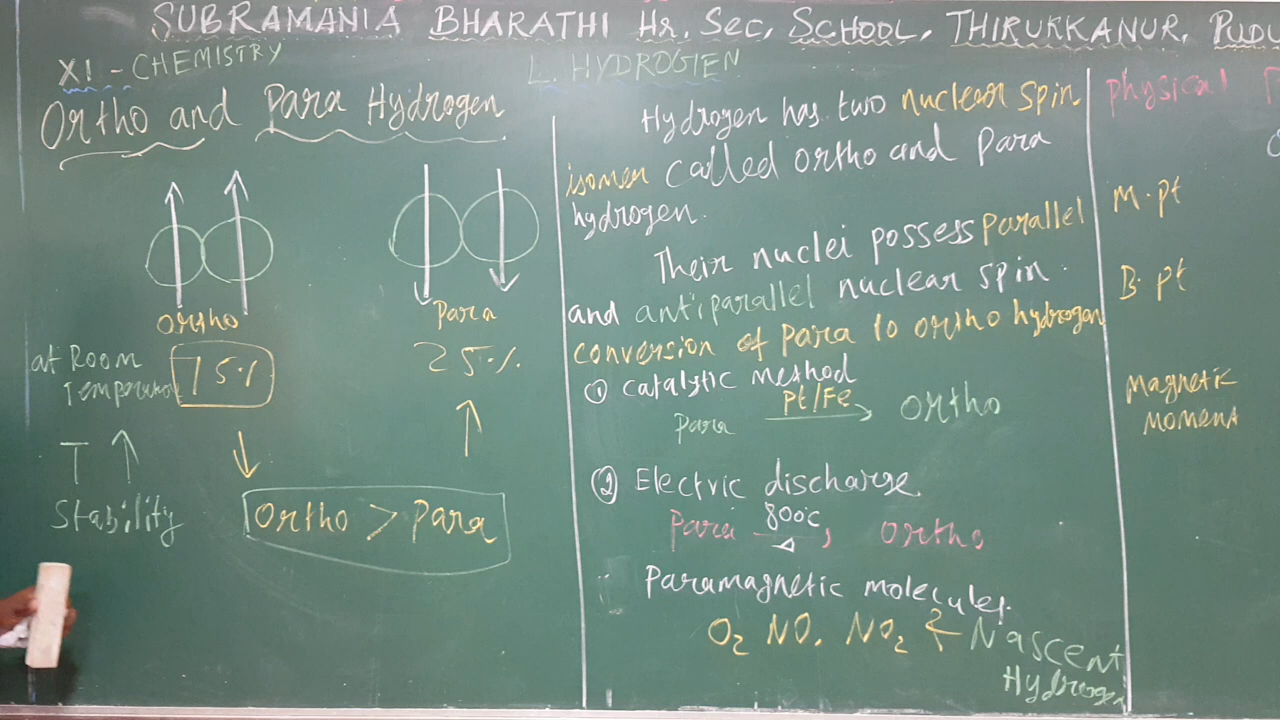 SUBRAMANIA BHARATHI Hr. Sec, SCHOOL, THIRUKKANUR, PUDU
XI - CHEMISTRY
1. HYDROGEN
Ortho and Para Hydrogen
Ortho
Para
at Room Temperature
75%
25%
T ↑
↓
↑
Stability
Ortho > Para
Hydrogen has two nuclear spin
isomer called ortho and para
hydrogen.
Their nuclei possess parallel
and antiparallel nuclear spin.
conversion of para to ortho hydrogen
① Catalytic method
Para Pt/Fe → Ortho
② Electric discharge.
Para 800°C Δ → Ortho
Paramagnetic molecules.
O2 NO, NO2 ← Nascent
Hydrogen
Physical
M. pt
B. pt
Magnetic
Moment